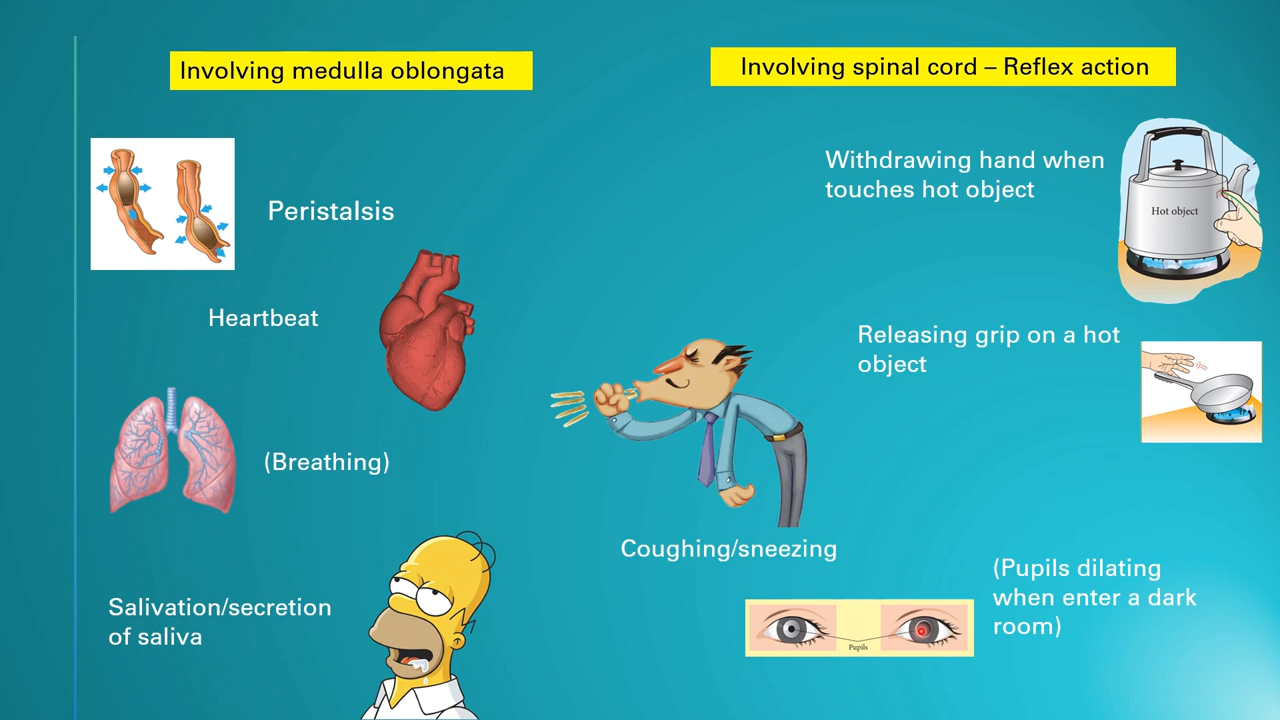 Involving medulla oblongata
Peristalsis
Heartbeat
(Breathing)
Salivation/secretion
of saliva
Involving spinal cord – Reflex action
Withdrawing hand when
touches hot object
Hot object
Releasing grip on a hot
object
Coughing/sneezing
(Pupils dilating
when enter a dark
room)
Pupils